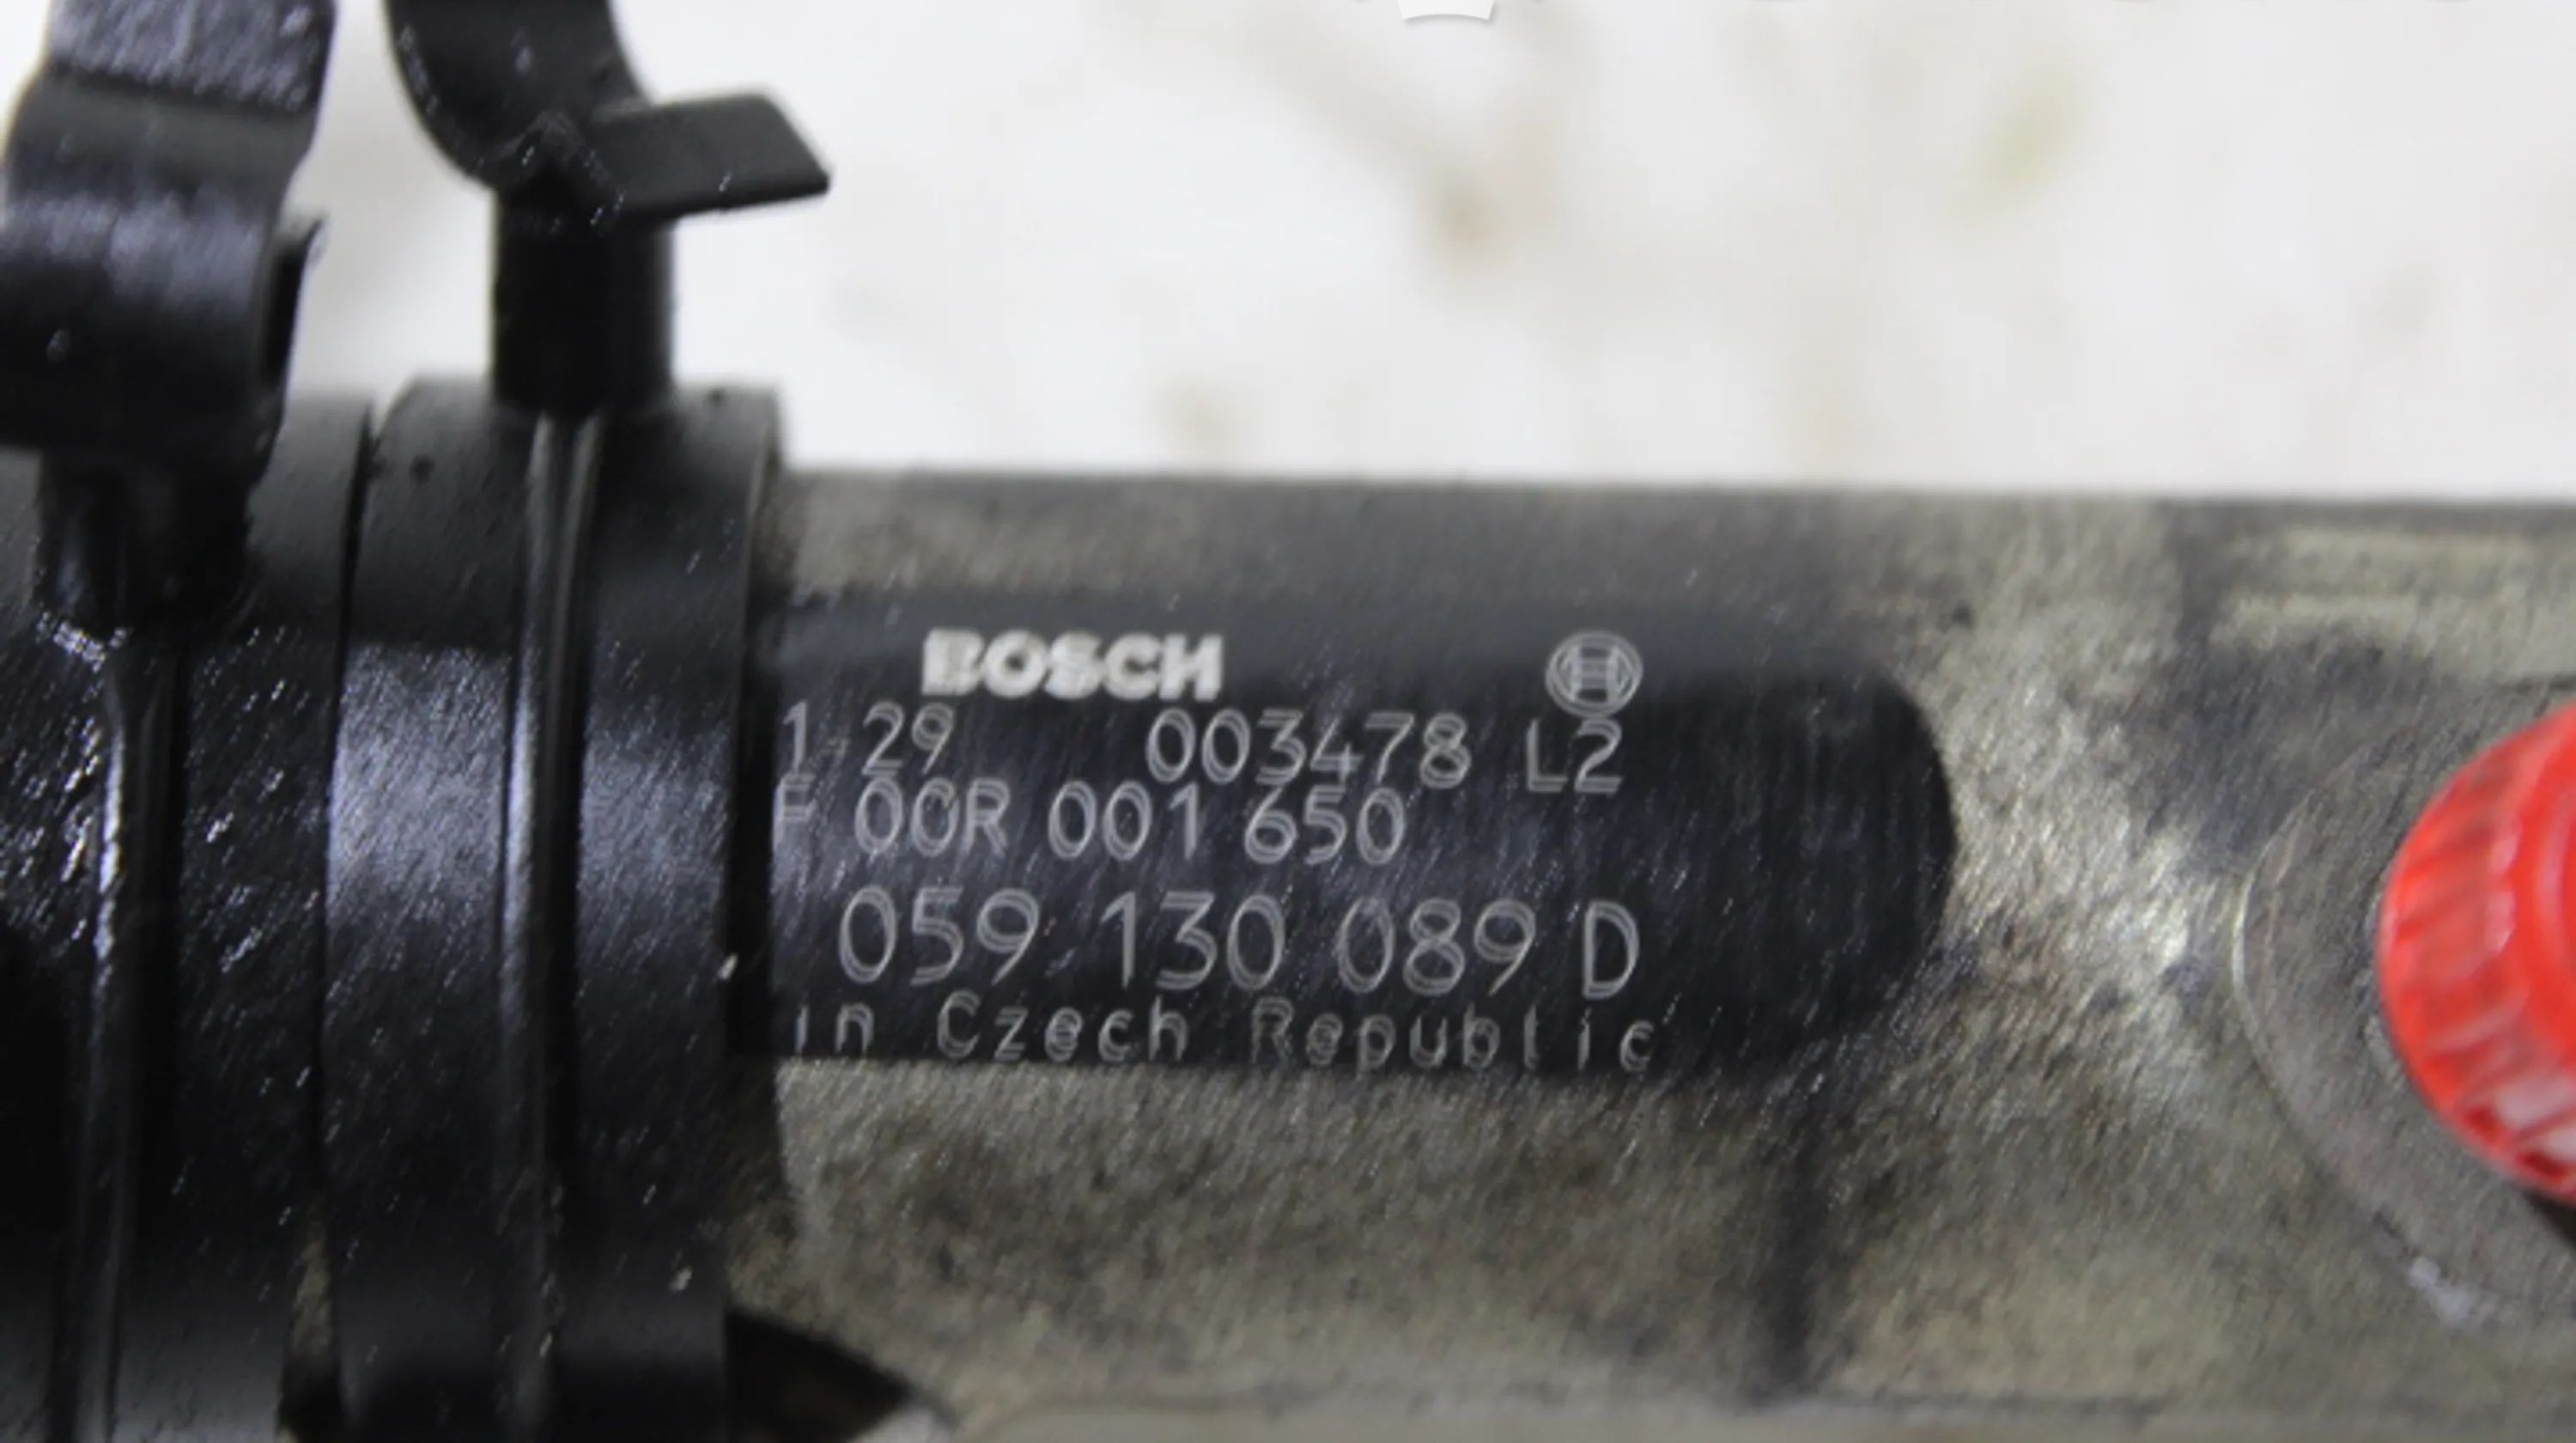 BOSCH
1-29 003478 L2
F 00R 001 650
059 130 089 D
in Czech Republic